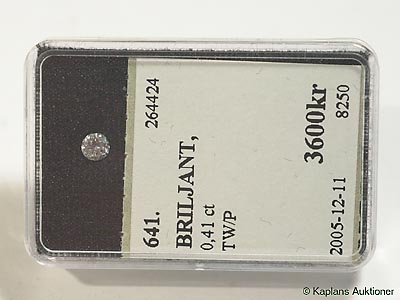 641. 264424
BRILJANT,
0,41 ct
TW/P
3600kr
2005-12-11 8250
© Kaplans Auktioner